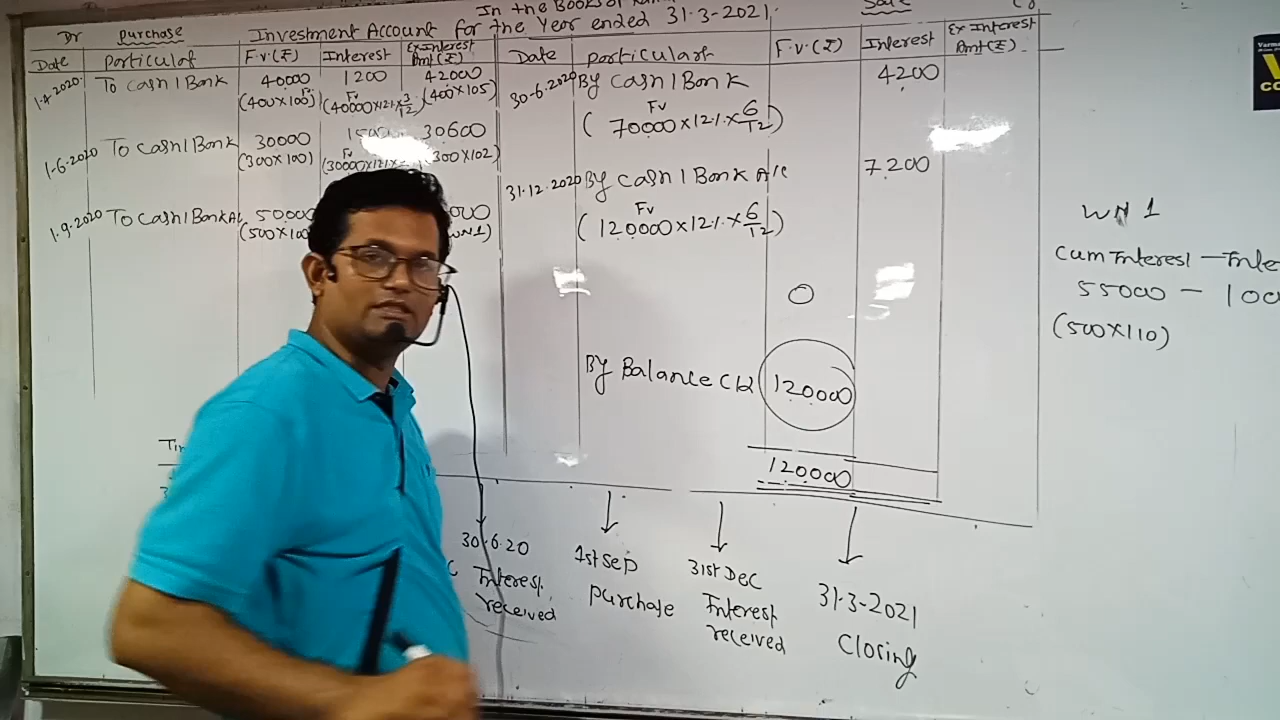 In the Books of
Dr Purchase Investment Account for the Year ended 31.3-2021. Sale
Date Particular F.v.(₹) Interest Ex Interest Amt(₹) Date particulars F.v.(₹) Interest Ex Interest Amt(₹).
1.4.2020 To Cash / Bank 40000 1200 42000 30-6.2020 By Cash / Bank 4200
(400×100) (40000×12%×3/12) (400×105)
Fv
(70000×12%×6/12)
1-6.2020 To Cash / Bank 30000 30600
(300×100) (30000×12%× (300×102)
31.12.2020 By Cash / Bank A/c 7200
Fv
(120000×12%×6/12)
1.9.2020 To Cash / Bank A/c 50000
(500×100 WN1)
WN 1
Cum Interest –
55000 –
(500×110)
0
By Balance C/d 120000
120000
30.6.20 Interest received
1st Sep purchase
31st Dec Interest received
31.3-2021 Closing